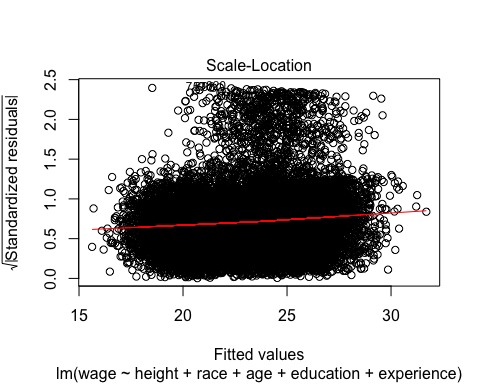 Scale-Location
√|Standardized residuals|
2.5
2.0
1.5
1.0
0.5
0.0
15 20 25 30
Fitted values
lm(wage ~ height + race + age + education + experience)